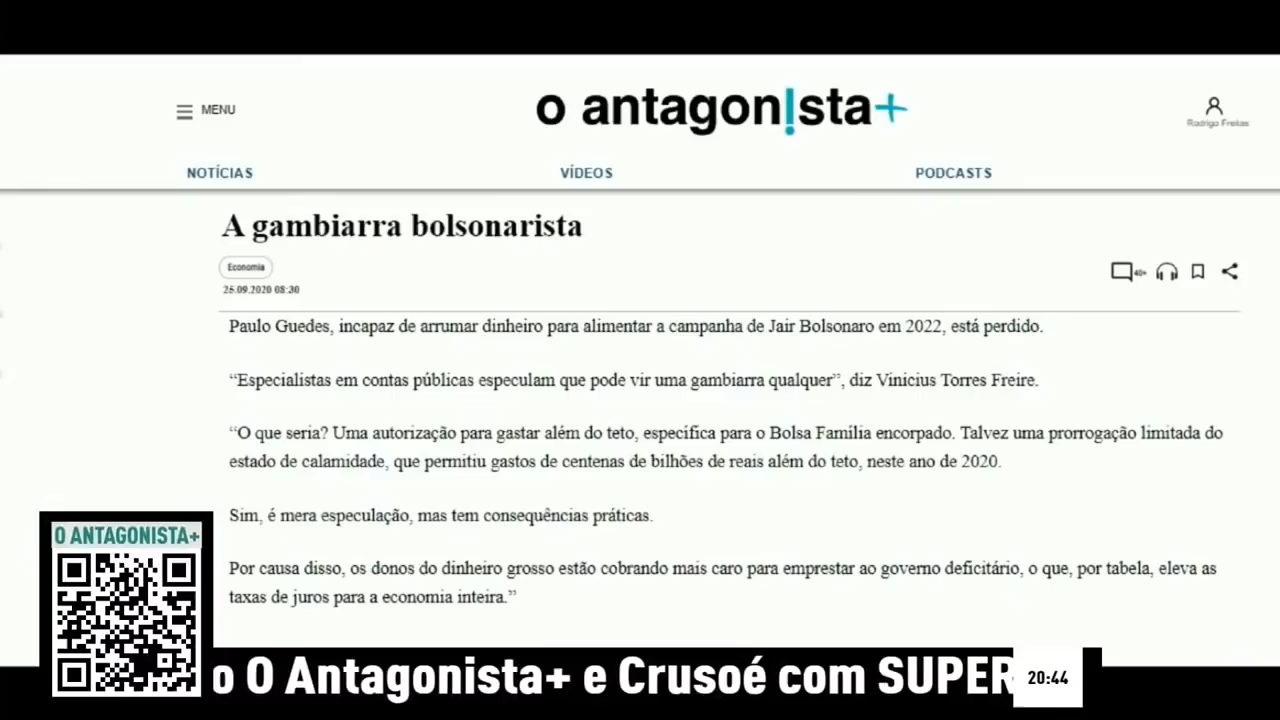 MENU
o antagon!sta+
Rodrigo Freitas
NOTÍCIAS
VÍDEOS
PODCASTS
A gambiarra bolsonarista
Economia
40+
25.09.2020 08:30
Paulo Guedes, incapaz de arrumar dinheiro para alimentar a campanha de Jair Bolsonaro em 2022, está perdido.
“Especialistas em contas públicas especulam que pode vir uma gambiarra qualquer”, diz Vinicius Torres Freire.
“O que seria? Uma autorização para gastar além do teto, específica para o Bolsa Família encorpado. Talvez uma prorrogação limitada do
estado de calamidade, que permitiu gastos de centenas de bilhões de reais além do teto, neste ano de 2020.
Sim, é mera especulação, mas tem consequências práticas.
Por causa disso, os donos do dinheiro grosso estão cobrando mais caro para emprestar ao governo deficitário, o que, por tabela, eleva as
taxas de juros para a economia inteira.”
O ANTAGONISTA+
o O Antagonista+ e Crusoé com SUPER
20:44